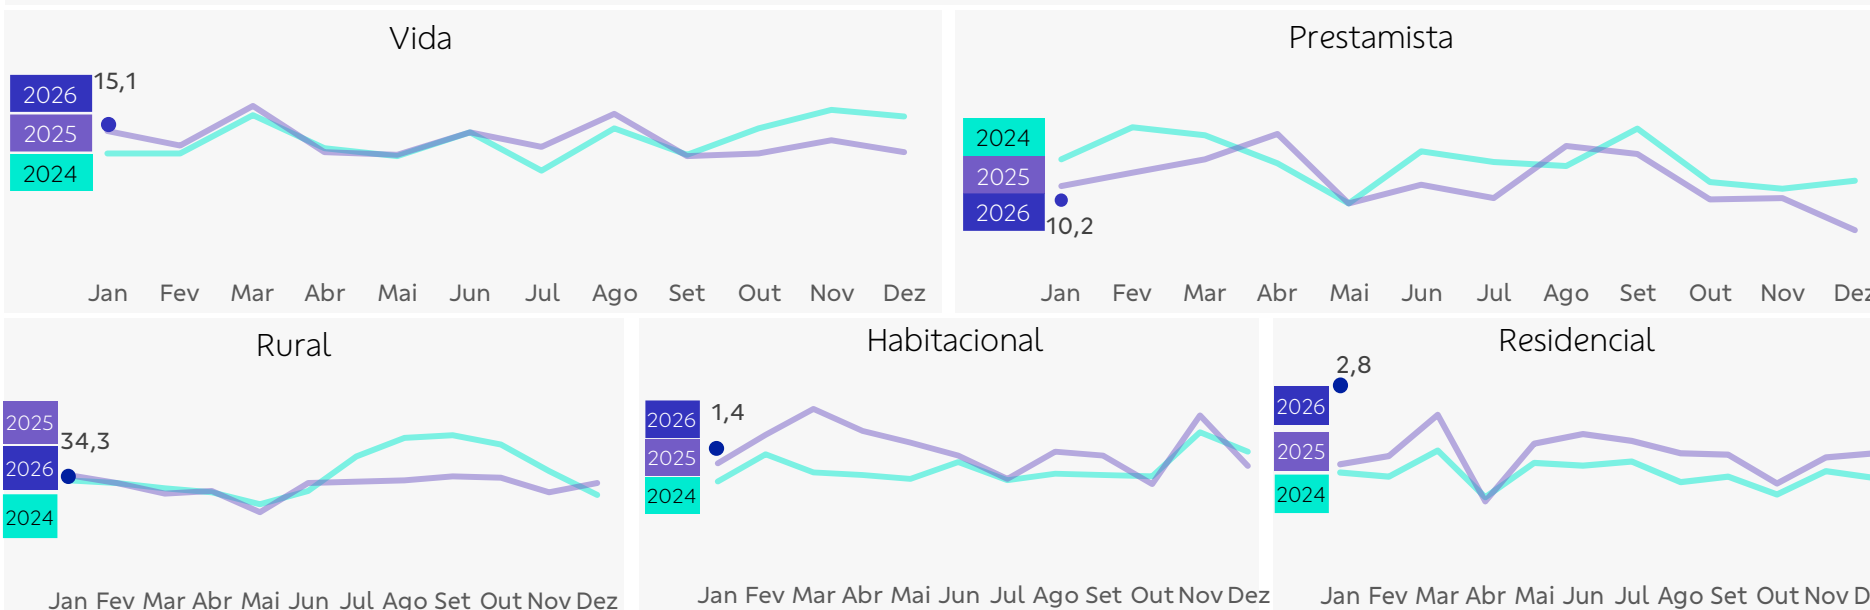 Vida
15,1
2026
2025
2024
Jan Fev Mar Abr Mai Jun Jul Ago Set Out Nov Dez
Prestamista
2024
2025
2026
10,2
Jan Fev Mar Abr Mai Jun Jul Ago Set Out Nov Dez
Rural
2025
34,3
2026
2024
Jan Fev Mar Abr Mai Jun Jul Ago Set Out Nov Dez
Habitacional
1,4
2026
2025
2024
Jan Fev Mar Abr Mai Jun Jul Ago Set Out Nov Dez
Residencial
2,8
2026
2025
2024
Jan Fev Mar Abr Mai Jun Jul Ago Set Out Nov D